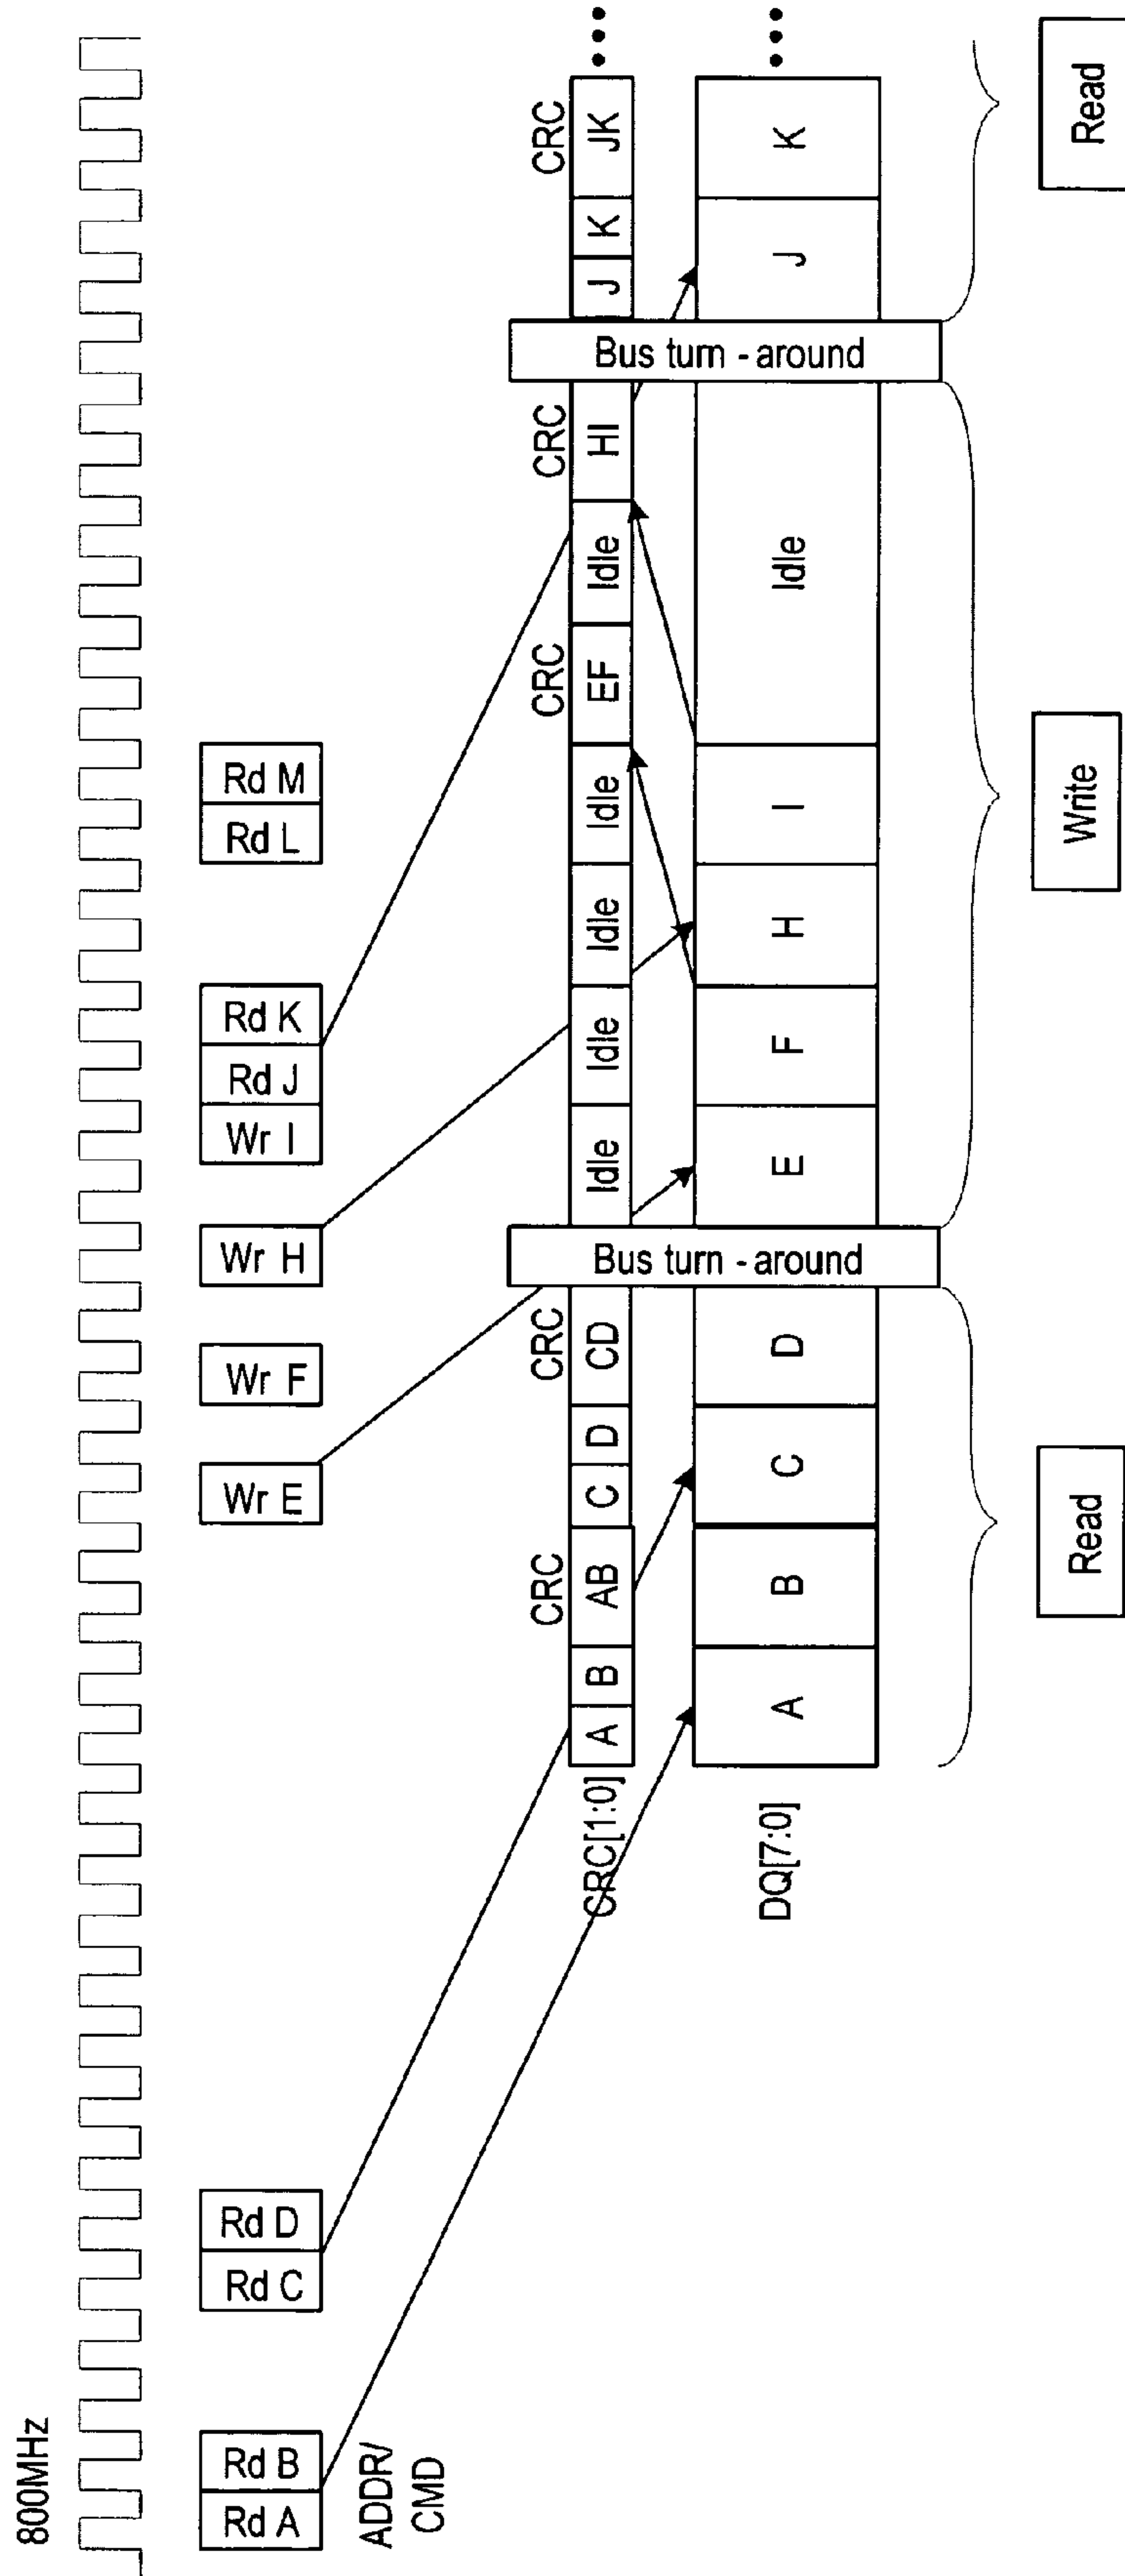 800MHz
Rd A
Rd B
Rd C
Rd D
Wr E
Wr F
Wr H
Wr I
Rd J
Rd K
Rd L
Rd M
ADDR/
CMD
CRC
CRC
CRC
CRC
CRC
CRC[1:0]
A
B
AB
C
D
CD
Idle
Idle
Idle
Idle
EF
Idle
HI
J
K
JK
Bus turn - around
Bus turn - around
DQ[7:0]
A
B
C
D
E
F
H
I
Idle
J
K
Read
Write
Read